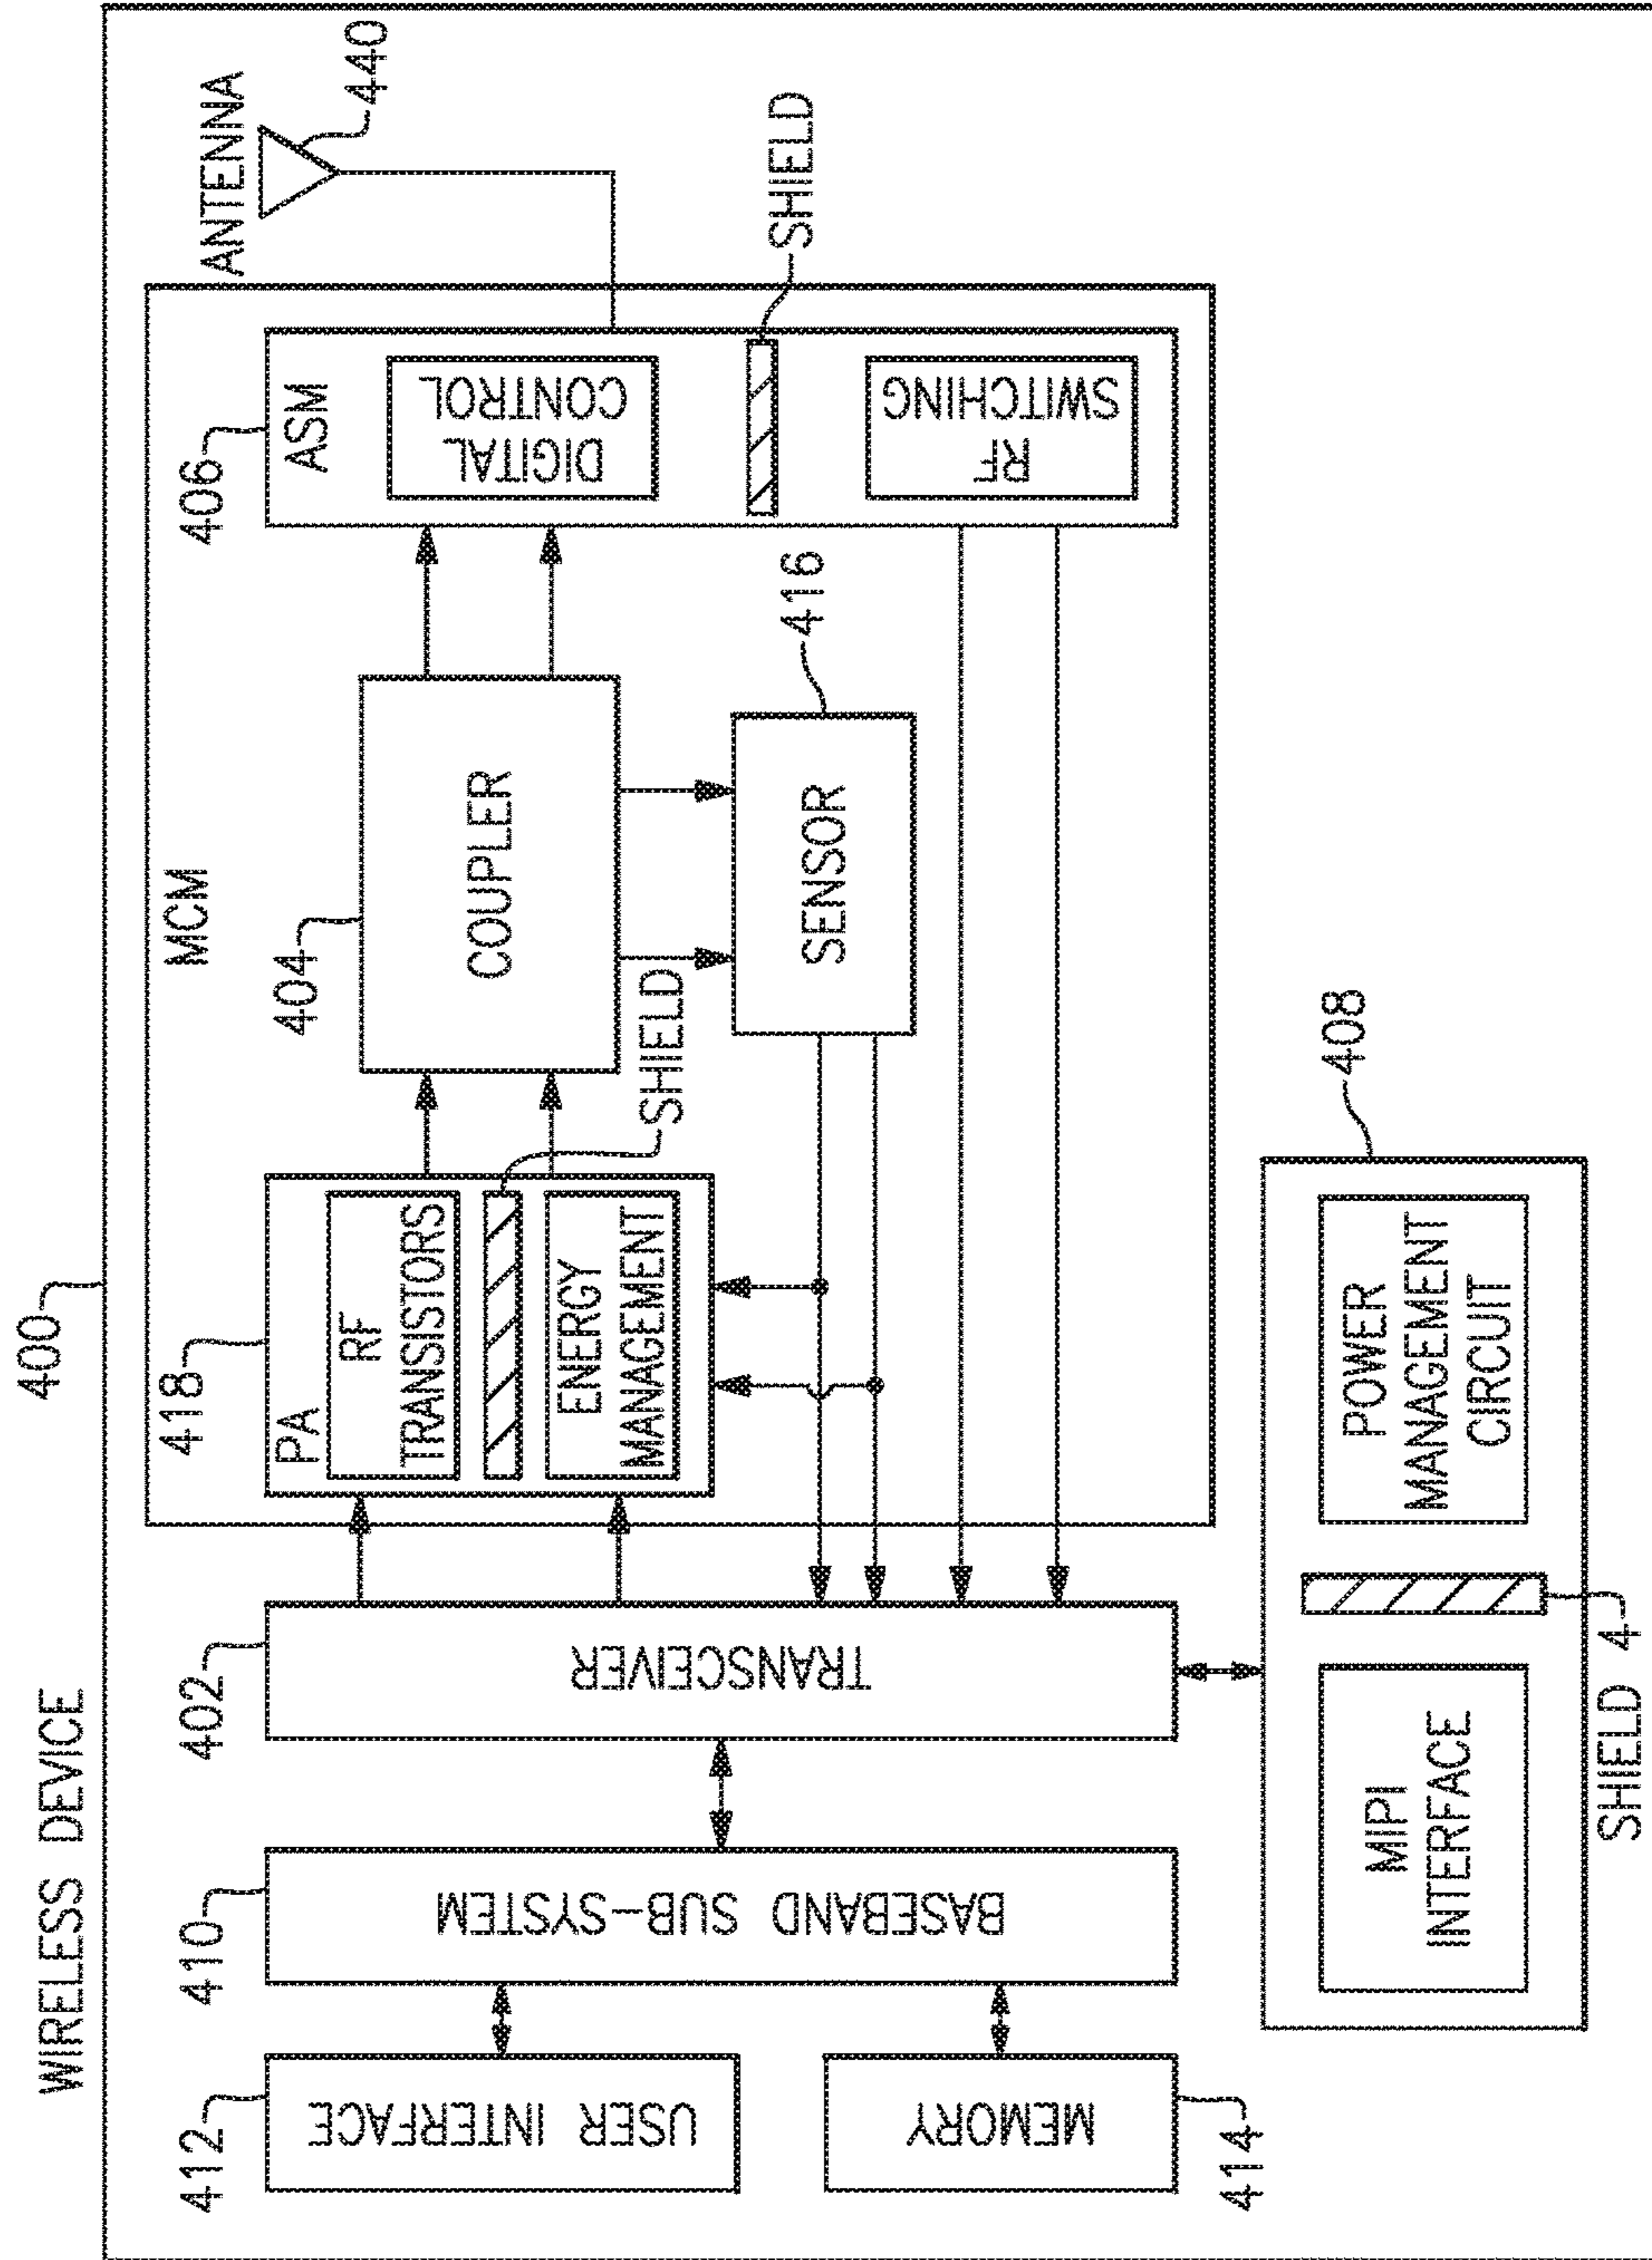 WIRELESS DEVICE
400
MCM
ANTENNA
440
412
USER INTERFACE
MEMORY
414
410
BASEBAND SUB-SYSTEM
402
TRANSCEIVER
418
PA
RF
TRANSISTORS
ENERGY
MANAGEMENT
SHIELD
404
COUPLER
SENSOR
416
406
ASM
DIGITAL
CONTROL
RF
SWITCHING
SHIELD
408
MIPI
INTERFACE
POWER
MANAGEMENT
CIRCUIT
SHIELD 4